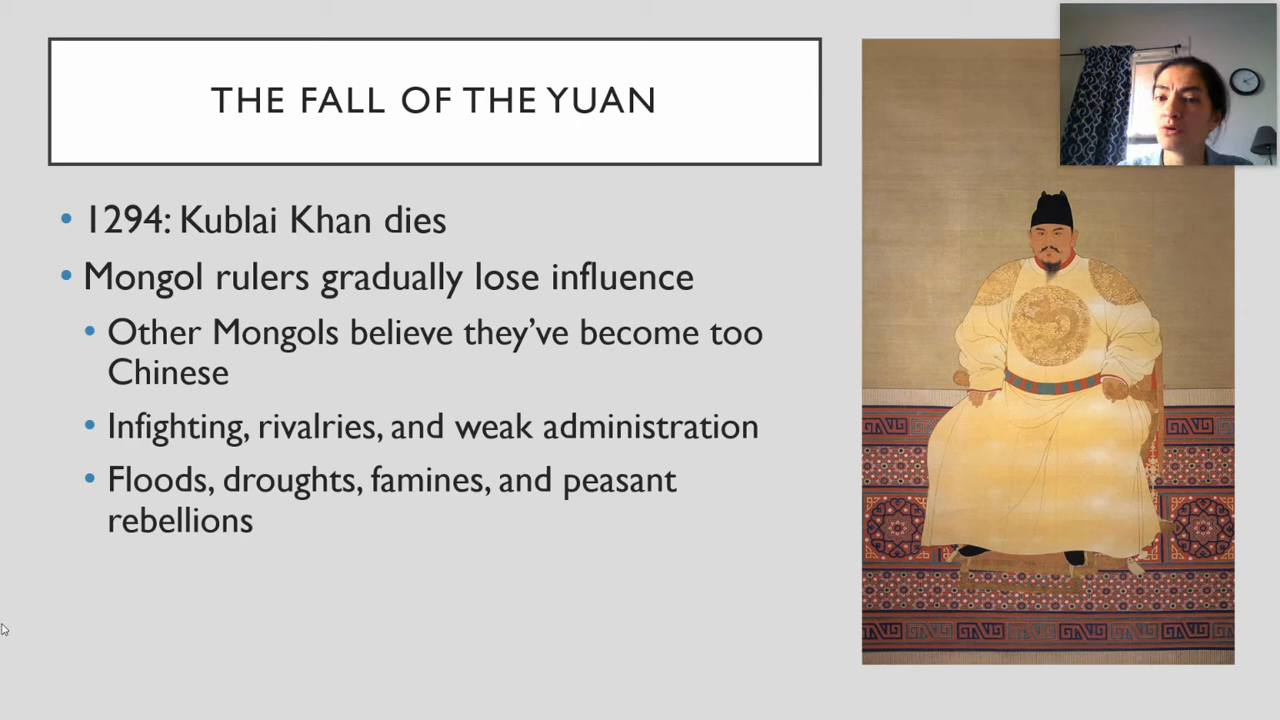 THE FALL OF THE YUAN
• 1294: Kublai Khan dies
• Mongol rulers gradually lose influence
• Other Mongols believe they’ve become too
Chinese
• Infighting, rivalries, and weak administration
• Floods, droughts, famines, and peasant
rebellions